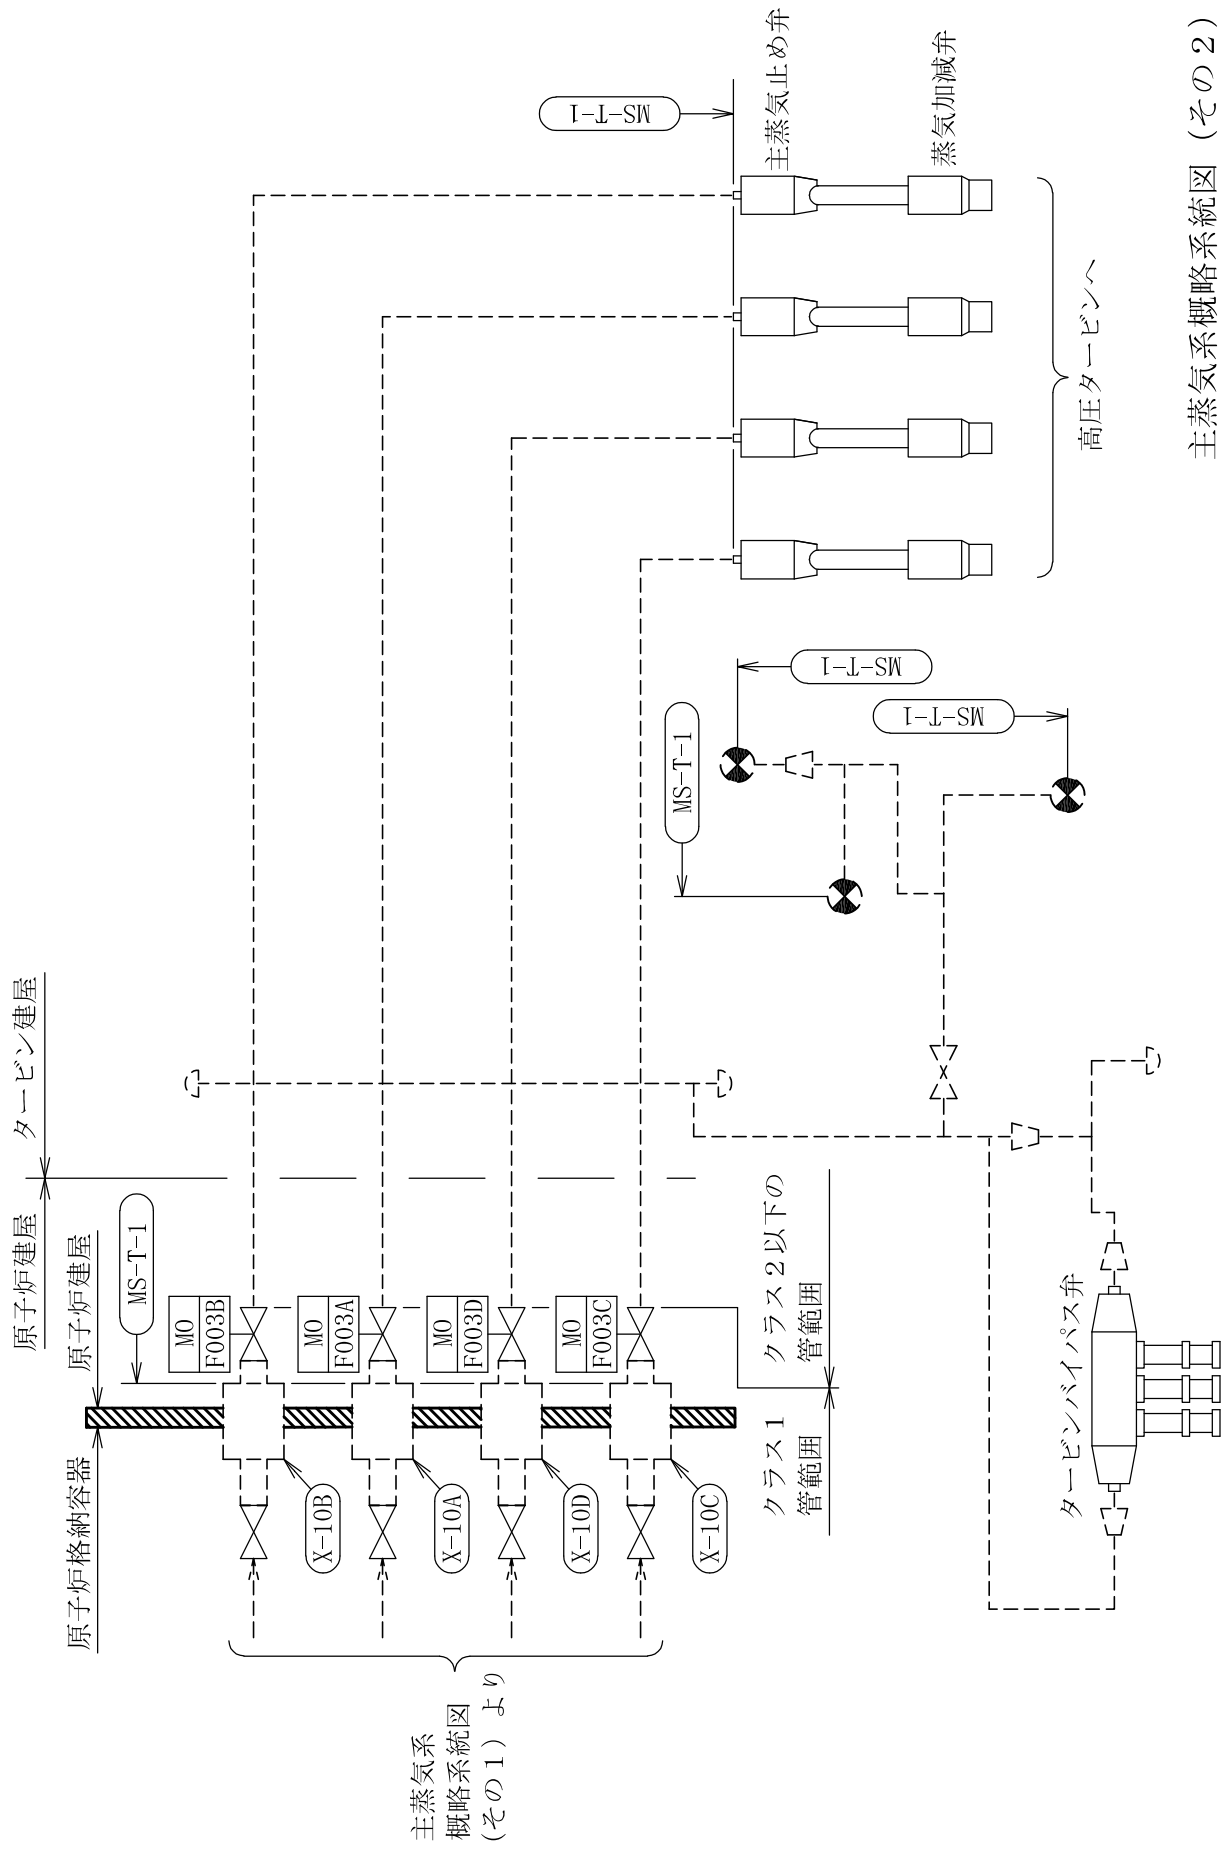 原子炉建屋
タービン建屋
原子炉格納容器
原子炉建屋
MS-T-1
主蒸気系
概略系統図
(その１) より
MO
F003B
X-10B
MO
F003A
X-10A
MO
F003D
X-10D
MO
F003C
X-10C
クラス１
管範囲
クラス２以下の
管範囲
MS-T-1
MS-T-1
MS-T-1
MS-T-1
主蒸気止め弁
蒸気加減弁
高圧タービンへ
タービンバイパス弁
主蒸気系概略系統図 (その２)